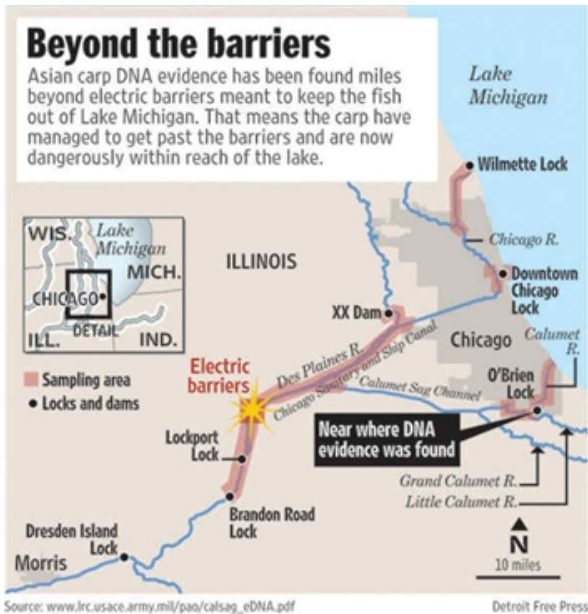 Beyond the barriers
Asian carp DNA evidence has been found miles
beyond electric barriers meant to keep the fish
out of Lake Michigan. That means the carp have
managed to get past the barriers and are now
dangerously within reach of the lake.
Lake
Michigan
Wilmette Lock
Chicago R.
WIS.
Lake
Michigan
MICH.
CHICAGO
DETAIL
ILL.
IND.
ILLINOIS
Downtown
Chicago
Lock
XX Dam
Chicago
Calumet
R.
Des Plaines R.
Chicago Sanitary and Ship Canal
Electric
barriers
Calumet Sag Channel
O'Brien
Lock
Sampling area
Locks and dams
Near where DNA
evidence was found
Lockport
Lock
Grand Calumet R.
Little Calumet R.
Brandon Road
Lock
Dresden Island
Lock
Morris
N
10 miles
Source: www.lrc.usace.army.mil/pao/calsag_eDNA.pdf
Detroit Free Press